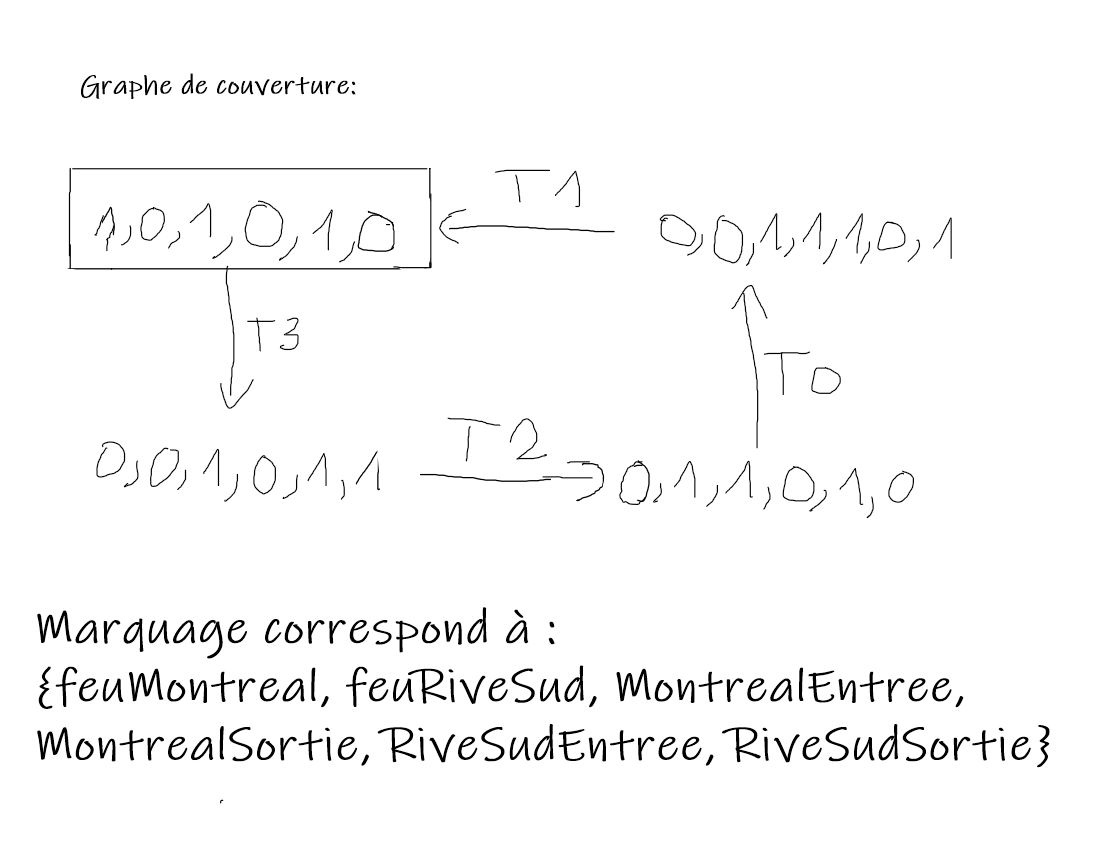 Graphe de couverture:
T1
1,0,1,0,1,0
0,0,1,1,1,0,1
T3
T0
T2
0,0,1,0,1,1
0,1,1,0,1,0
Marquage correspond à :
{feuMontreal, feuRiveSud, MontrealEntree,
MontrealSortie, RiveSudEntree, RiveSudSortie}